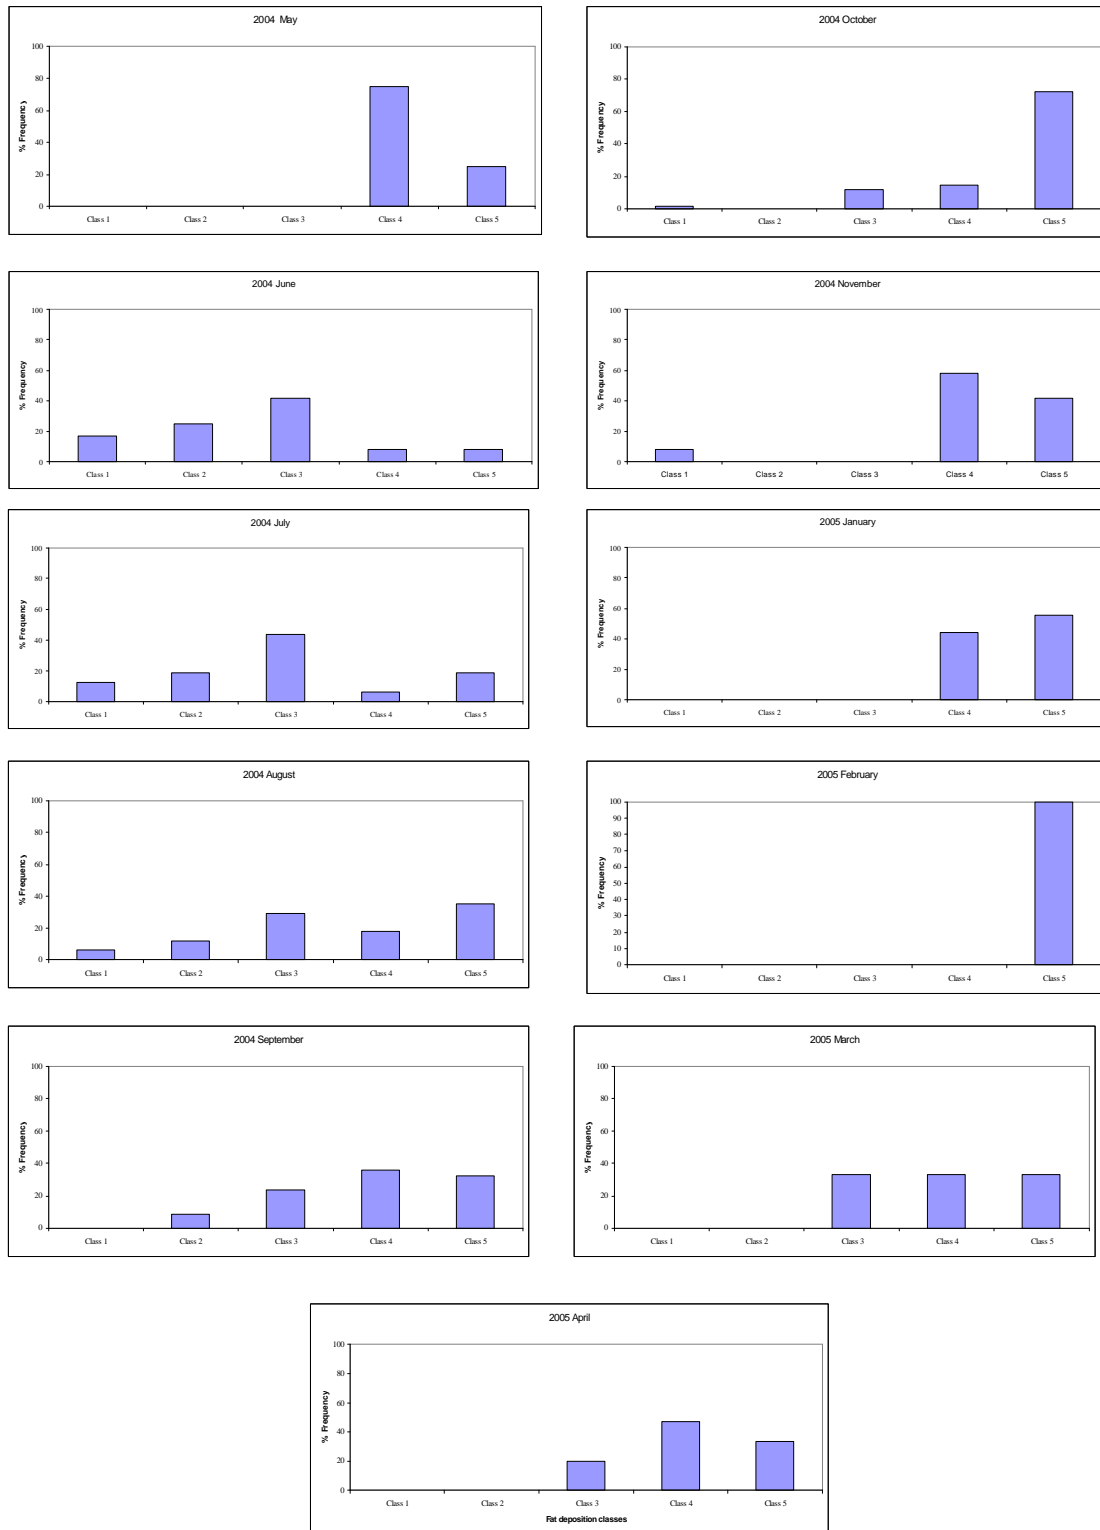 2004 May
100
80
60
40
20
0
% Frequency
Class 1 Class 2 Class 3 Class 4 Class 5
2004 October
100
80
60
40
20
0
% Frequency
Class 1 Class 2 Class 3 Class 4 Class 5
2004 June
100
80
60
40
20
0
% Frequency
Class 1 Class 2 Class 3 Class 4 Class 5
2004 November
100
80
60
40
20
0
% Frequency
Class 1 Class 2 Class 3 Class 4 Class 5
2004 July
100
80
60
40
20
0
% Frequency
Class 1 Class 2 Class 3 Class 4 Class 5
2005 January
100
80
60
40
20
0
% Frequency
Class 1 Class 2 Class 3 Class 4 Class 5
2004 August
100
80
60
40
20
0
% Frequency
Class 1 Class 2 Class 3 Class 4 Class 5
2005 February
100
90
80
70
60
50
40
30
20
10
0
% Frequency
Class 1 Class 2 Class 3 Class 4 Class 5
2004 September
100
80
60
40
20
0
% Frequency
Class 1 Class 2 Class 3 Class 4 Class 5
2005 March
100
80
60
40
20
0
% Frequency
Class 1 Class 2 Class 3 Class 4 Class 5
2005 April
100
80
60
40
20
0
% Frequency
Class 1 Class 2 Class 3 Class 4 Class 5
Fat deposition classes